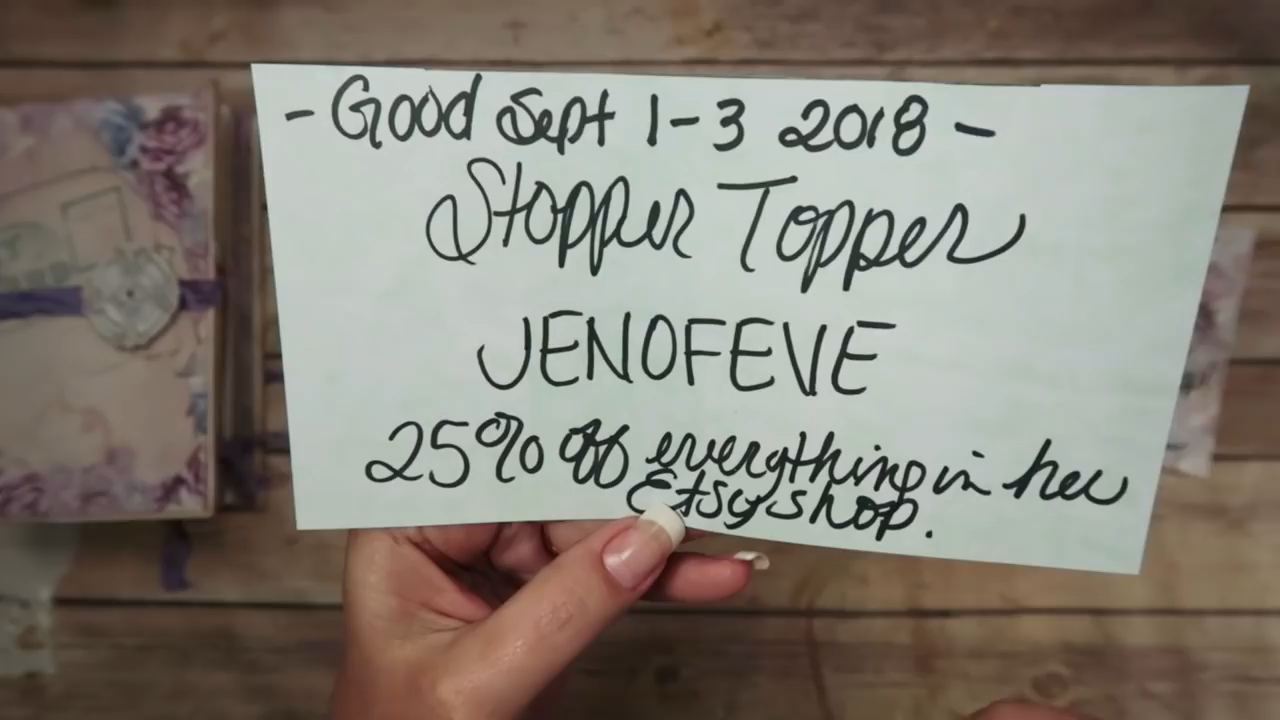 - Good Sept 1-3 2018 -
Stopper Topper
JENOFEVE
25% off everything in her
Etsy shop.